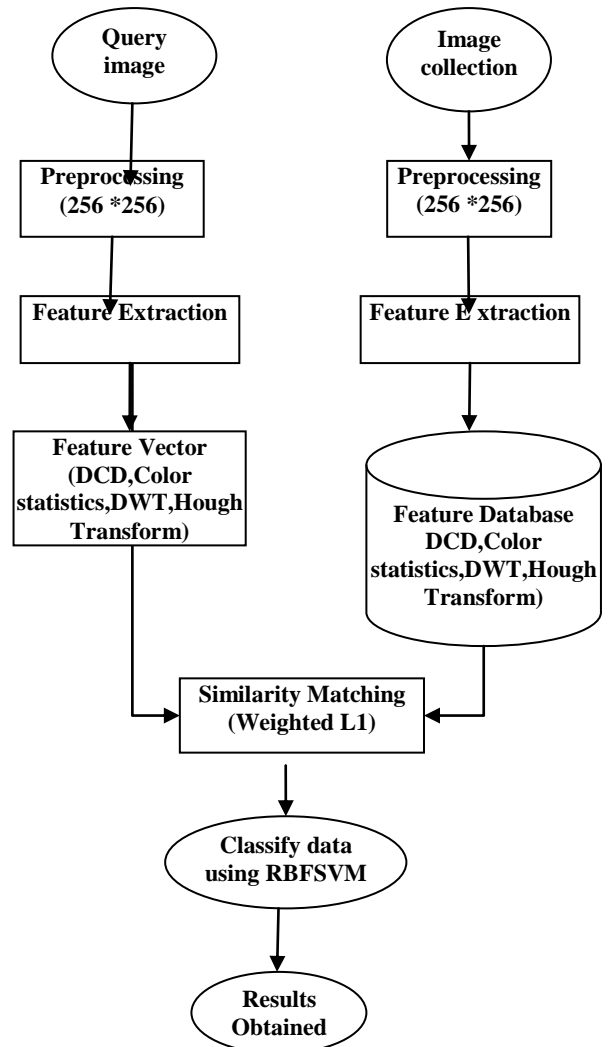 Query
image
Image
collection
Preprocessing
(256 *256)
Preprocessing
(256 *256)
Feature Extraction
Feature E xtraction
Feature Vector
(DCD,Color
statistics,DWT,Hough
Transform)
Feature Database
DCD,Color
statistics,DWT,Hough
Transform)
Similarity Matching
(Weighted L1)
Classify data
using RBFSVM
Results
Obtained